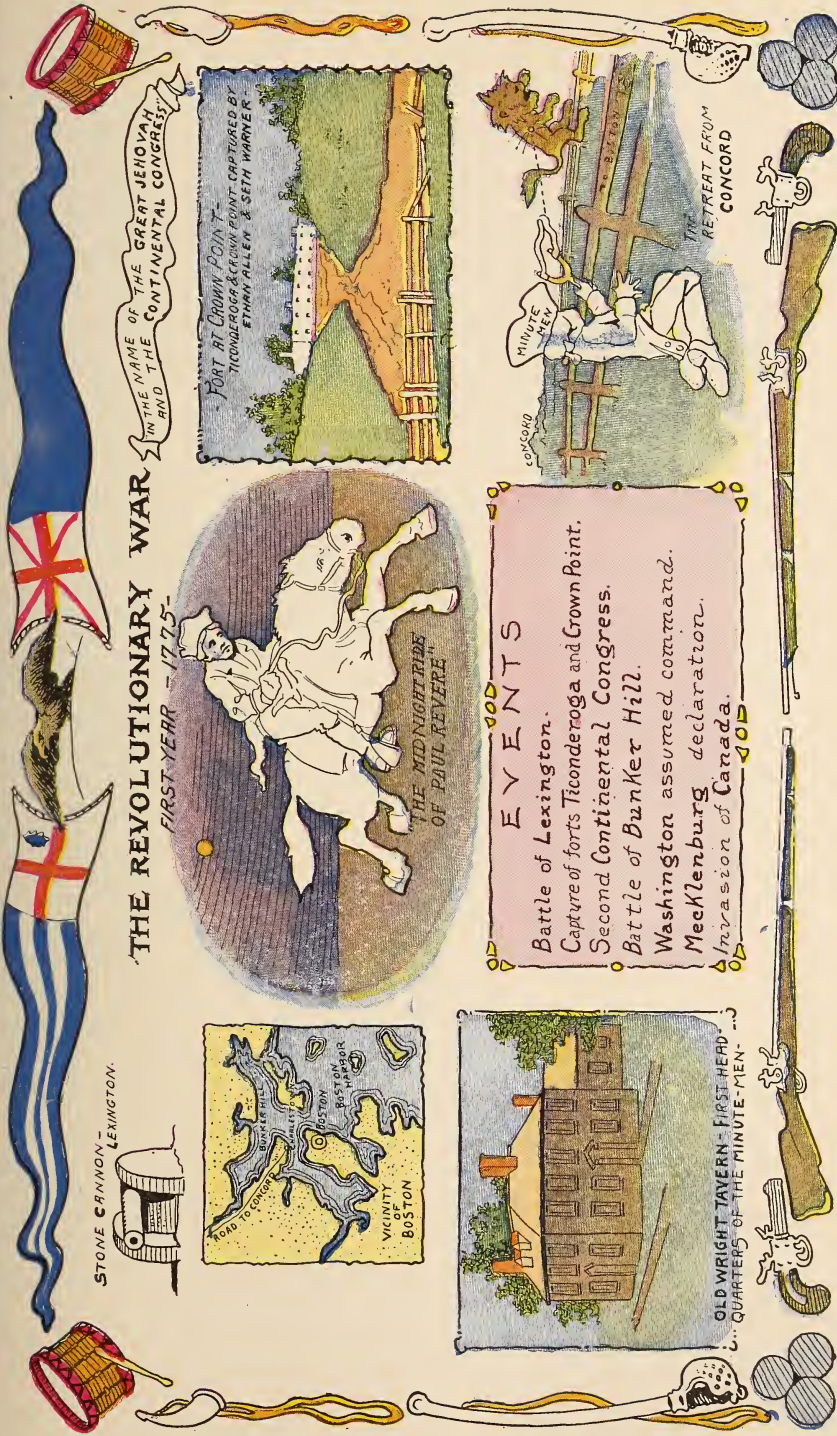 THE REVOLUTIONARY WAR
FIRST YEAR - 1775-
STONE CANNON-
LEXINGTON.
"IN THE NAME OF THE GREAT JEHOVAH
AND THE CONTINENTAL CONGRESS"
ROAD TO CONCORD
BUNKER HILL
CHARLESTON
BOSTON
BOSTON
HARBOR
VICINITY
OF
BOSTON
THE MIDNIGHT RIDE
OF PAUL REVERE"
FORT AT CROWN POINT-
TICONDEROGA & CROWN POINT CAPTURED BY
ETHAN ALLEN & SETH WARNER-
OLD WRIGHT TAVERN - FIRST HEAD-
QUARTERS OF THE MINUTE-MEN-
EVENTS
Battle of Lexington.
Capture of forts Ticonderoga and Crown Point.
Second Continental Congress.
Battle of Bunker Hill.
Washington assumed command.
Mecklenburg declaration.
Invasion of Canada.
CONCORD
MINUTE
MEN
TO BOSTON
THE
RETREAT FROM
CONCORD